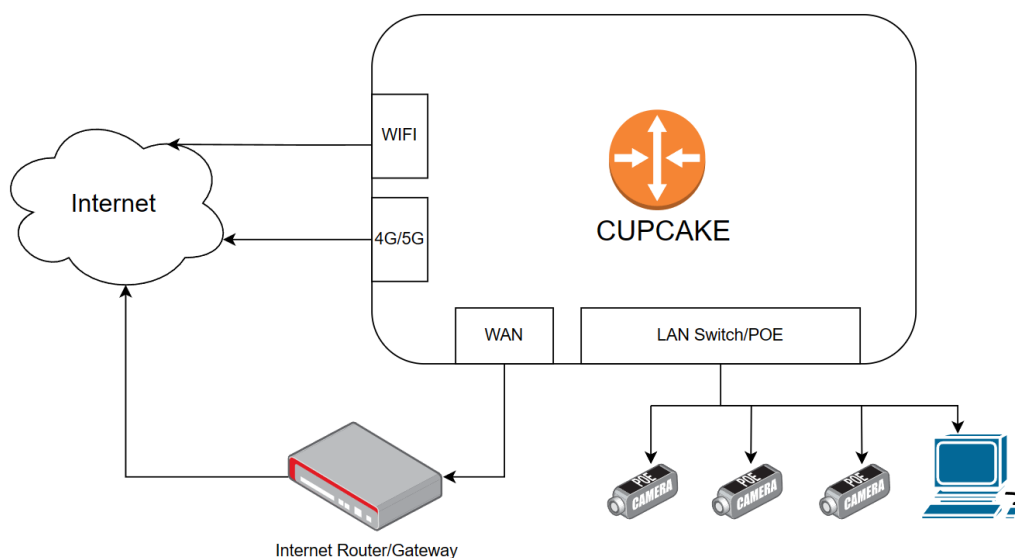 WIFI
Internet
4G/5G
CUPCAKE
WAN
LAN Switch/POE
POE
CAMERA
POE
CAMERA
POE
CAMERA
Internet Router/Gateway